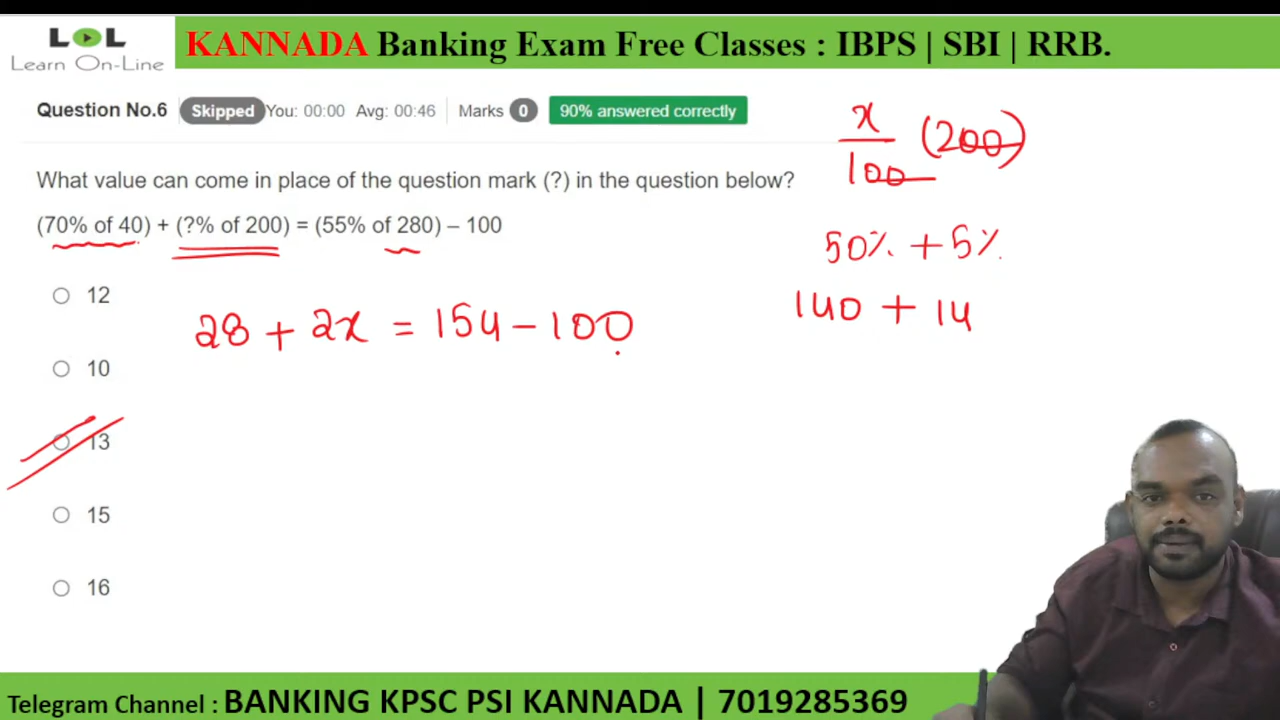 LOL
Learn On-Line
KANNADA Banking Exam Free Classes : IBPS | SBI | RRB.
Question No.6 Skipped You: 00:00 Avg: 00:46 Marks 0 90% answered correctly
What value can come in place of the question mark (?) in the question below?
(70% of 40) + (?% of 200) = (55% of 280) – 100
x/100 (200)
50% + 5%
140 + 14
12
28 + 2x = 154 - 100
10
13
15
16
Telegram Channel : BANKING KPSC PSI KANNADA | 7019285369